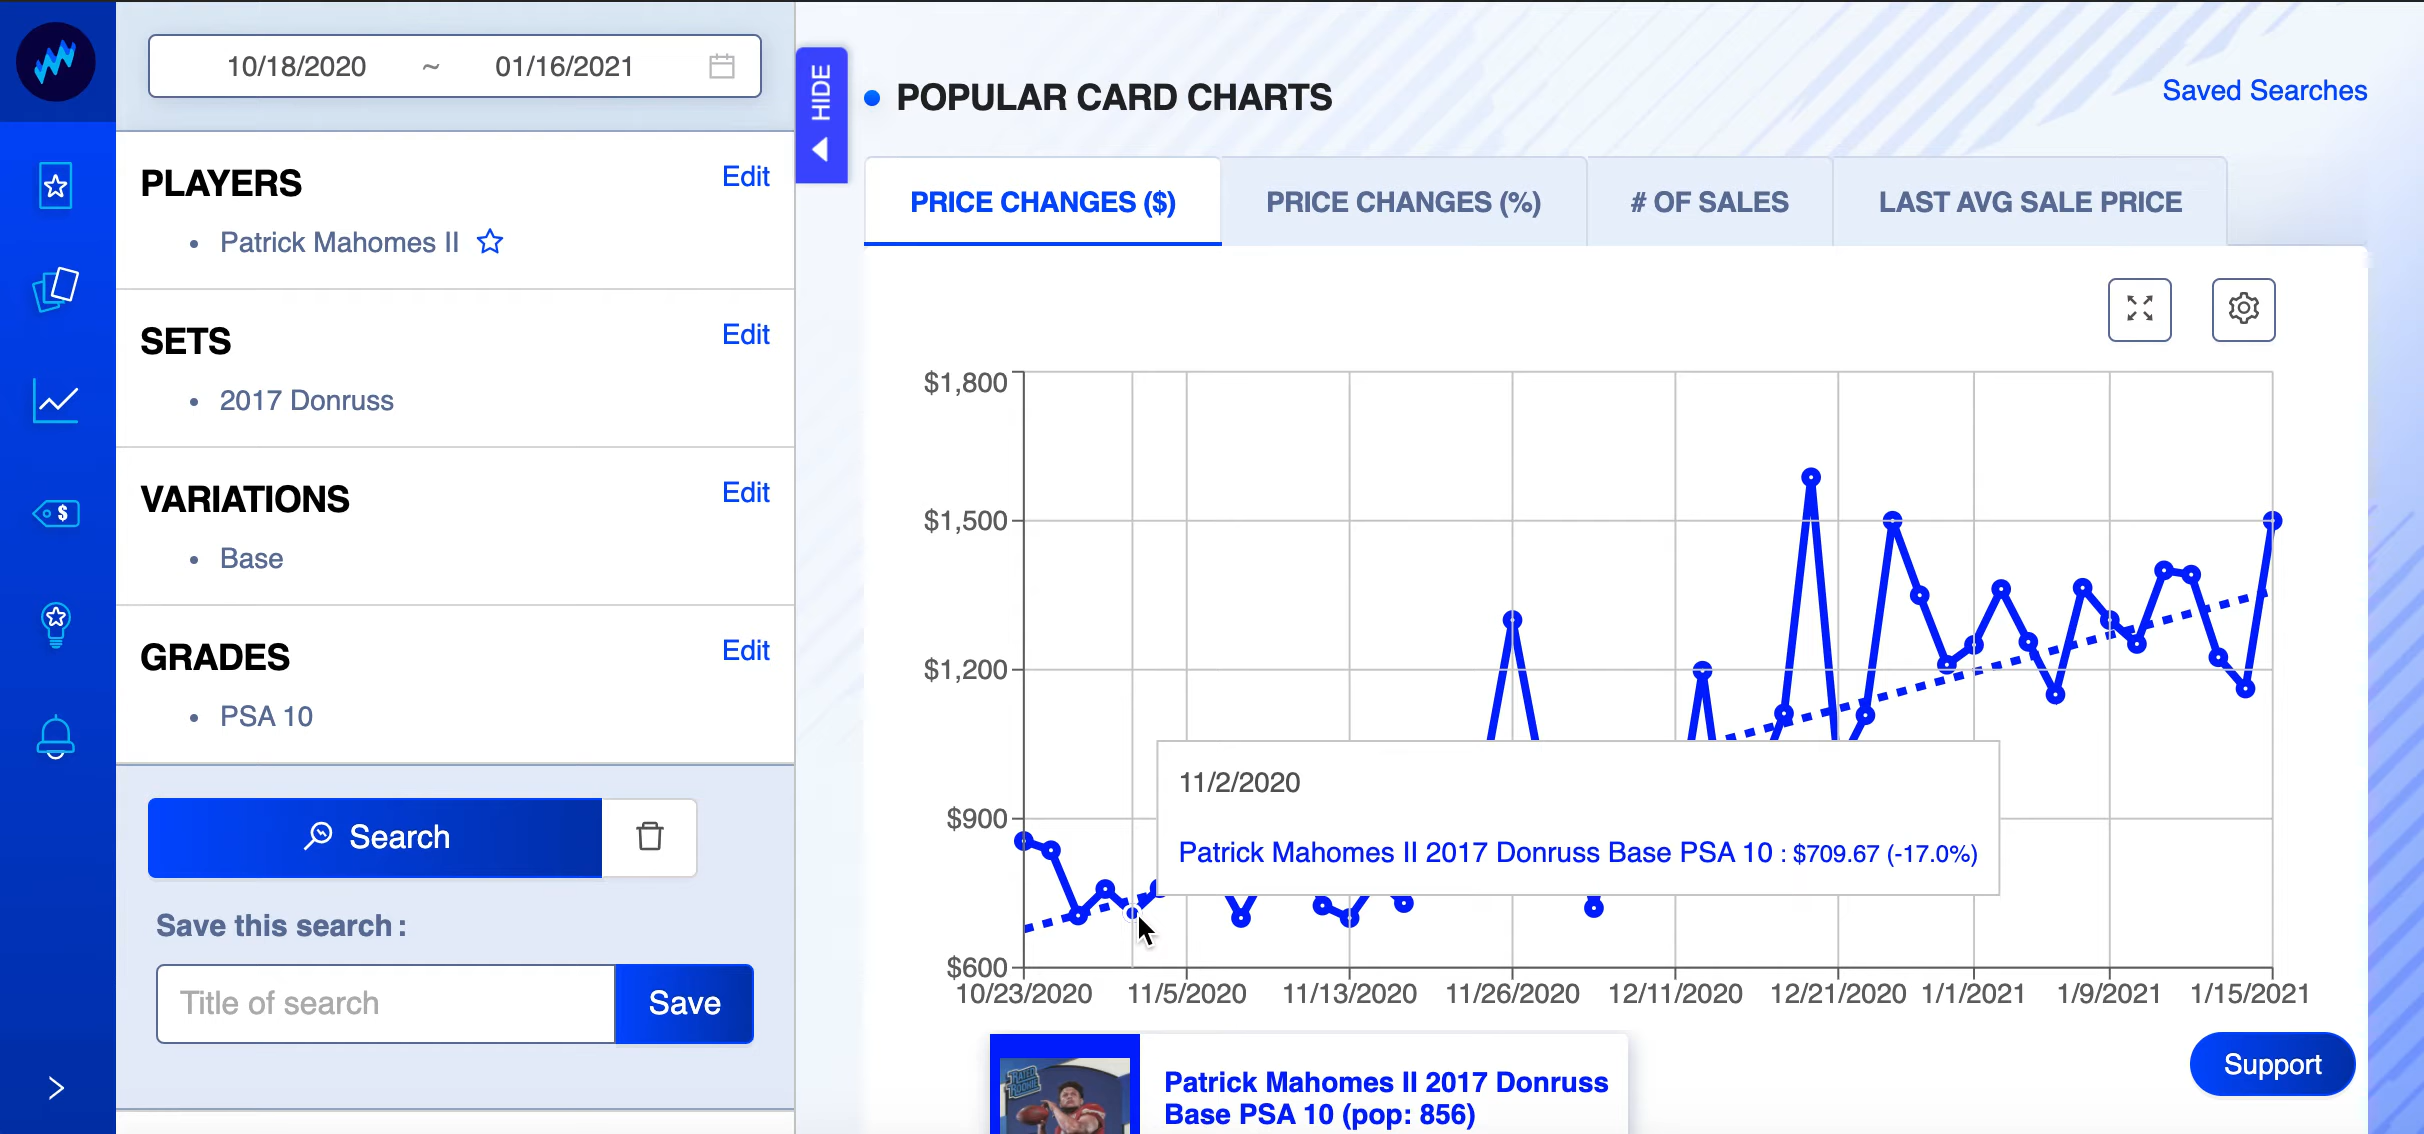 10/18/2020 ~ 01/16/2021
PLAYERS Edit
• Patrick Mahomes II
SETS Edit
• 2017 Donruss
VARIATIONS Edit
• Base
GRADES Edit
• PSA 10
Search
Save this search :
Title of search Save
HIDE
• POPULAR CARD CHARTS
Saved Searches
PRICE CHANGES ($) PRICE CHANGES (%) # OF SALES LAST AVG SALE PRICE
$1,800
$1,500
$1,200
$900
$600
11/2/2020
Patrick Mahomes II 2017 Donruss Base PSA 10 : $709.67 (-17.0%)
10/23/2020 11/5/2020 11/13/2020 11/26/2020 12/11/2020 12/21/2020 1/1/2021 1/9/2021 1/15/2021
RATED
ROOKIE
Patrick Mahomes II 2017 Donruss
Base PSA 10 (pop: 856)
Support
$